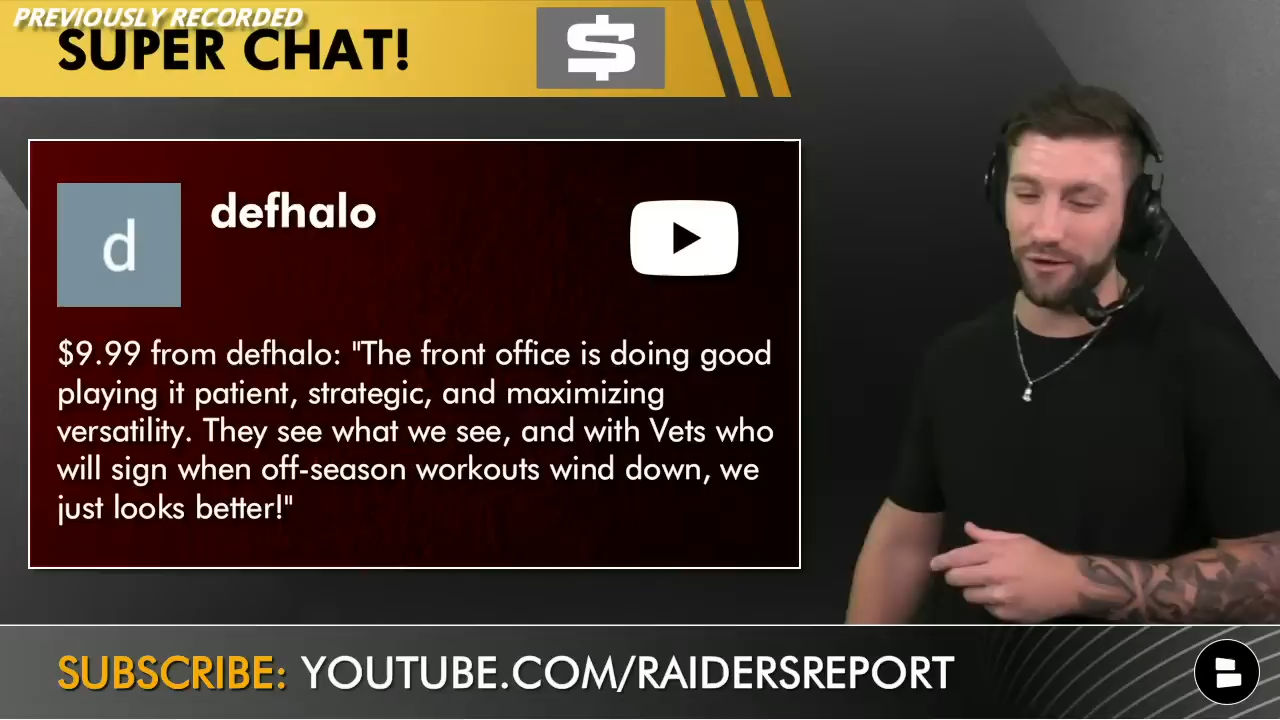 PREVIOUSLY RECORDED
SUPER CHAT!
$
d
defhalo
$9.99 from defhalo: "The front office is doing good
playing it patient, strategic, and maximizing
versatility. They see what we see, and with Vets who
will sign when off-season workouts wind down, we
just looks better!"
SUBSCRIBE: YOUTUBE.COM/RAIDERSREPORT